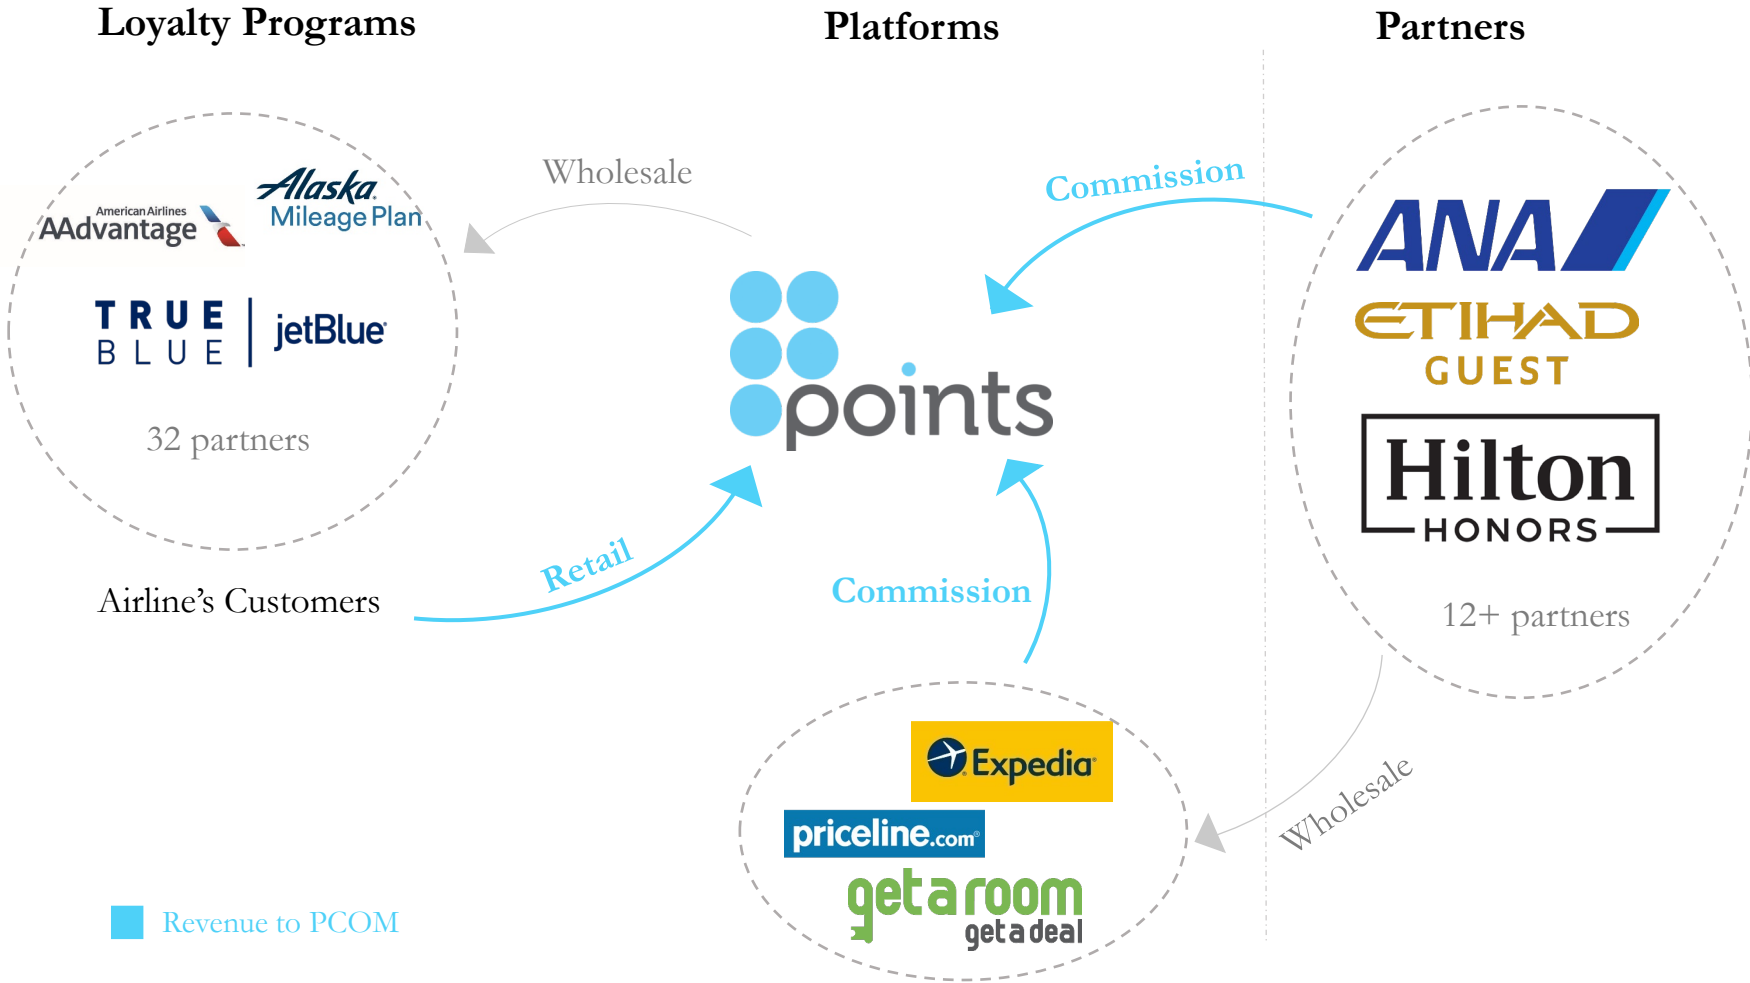 Loyalty Programs
Platforms
Partners
Wholesale
Commission
American Airlines
AAdvantage
Alaska
Mileage Plan
TRUE
BLUE
jetBlue
32 partners
points
ANA
ETIHAD
GUEST
Hilton
HONORS
12+ partners
Retail
Airline's Customers
Commission
Expedia
priceline.com®
getaroom
getadeal
Wholesale
Revenue to PCOM